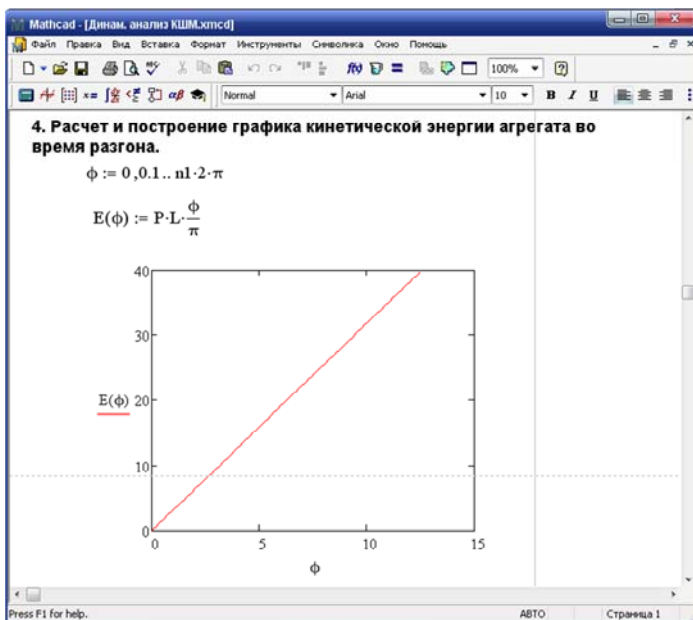 Mathcad - [Динам. анализ КШМ.xmcd]
Файл Правка Вид Вставка Формат Инструменты Символика Окно Помощь
100%
Normal Arial 10 B I U
4. Расчет и построение графика кинетической энергии агрегата во
время разгона.
ϕ := 0 ,0.1 .. n1·2·π
E(ϕ) := P·L·ϕ/π
40
30
E(ϕ) 20
10
0
0 5 10 15
ϕ
Press F1 for help. АВТО Страница 1